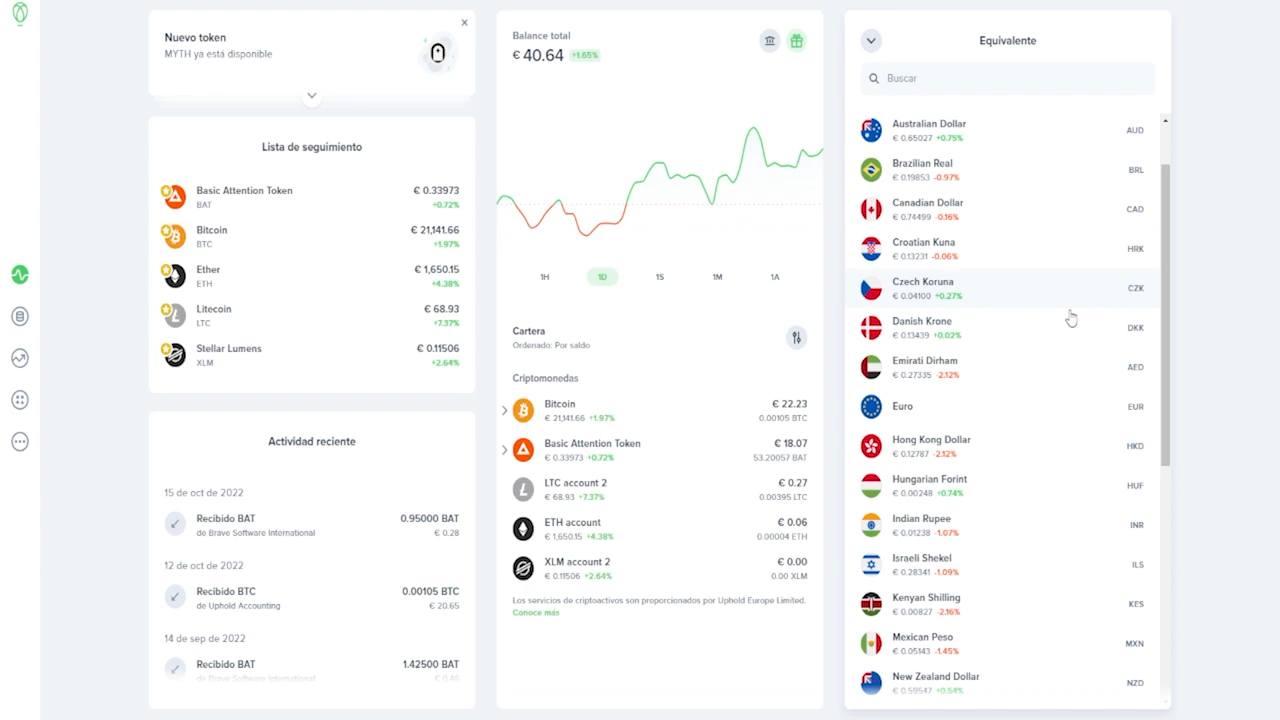 Nuevo token
MYTH ya está disponible
Lista de seguimiento
Basic Attention Token € 0.33973
BAT +0.72%
Bitcoin € 21,141.66
BTC +1.97%
Ether € 1,650.15
ETH +4.38%
Litecoin € 68.93
LTC +7.37%
Stellar Lumens € 0.11506
XLM +2.64%
Actividad reciente
15 de oct de 2022
Recibido BAT 0.95000 BAT
de Brave Software International € 0.28
12 de oct de 2022
Recibido BTC 0.00105 BTC
de Uphold Accounting € 20.65
14 de sep de 2022
Recibido BAT 1.42500 BAT
de Brave Software International € 0.46
Balance total
€ 40.64 +1.65%
1H 1D 1S 1M 1A
Cartera
Ordenado: Por saldo
Criptomonedas
Bitcoin € 22.23
€ 21,141.66 +1.97% 0.00105 BTC
Basic Attention Token € 18.07
€ 0.33973 +0.72% 53.20057 BAT
LTC account 2 € 0.27
€ 68.93 +7.37% 0.00395 LTC
ETH account € 0.06
€ 1,650.15 +4.38% 0.00004 ETH
XLM account 2 € 0.00
€ 0.11506 +2.64% 0.00 XLM
Los servicios de criptoactivos son proporcionados por Uphold Europe Limited.
Conoce más
Equivalente
Buscar
Australian Dollar AUD
€ 0.65027 +0.75%
Brazilian Real BRL
€ 0.19853 -0.97%
Canadian Dollar CAD
€ 0.74499 -0.16%
Croatian Kuna HRK
€ 0.13231 -0.06%
Czech Koruna CZK
€ 0.04100 +0.27%
Danish Krone DKK
€ 0.13439 +0.02%
Emirati Dirham AED
€ 0.27335 -2.12%
Euro EUR
Hong Kong Dollar HKD
€ 0.12787 -2.12%
Hungarian Forint HUF
€ 0.00248 +0.74%
Indian Rupee INR
€ 0.01238 -1.07%
Israeli Shekel ILS
€ 0.28341 -1.09%
Kenyan Shilling KES
€ 0.00827 -2.16%
Mexican Peso MXN
€ 0.05143 -1.45%
New Zealand Dollar NZD
€ 0.59547 +0.54%